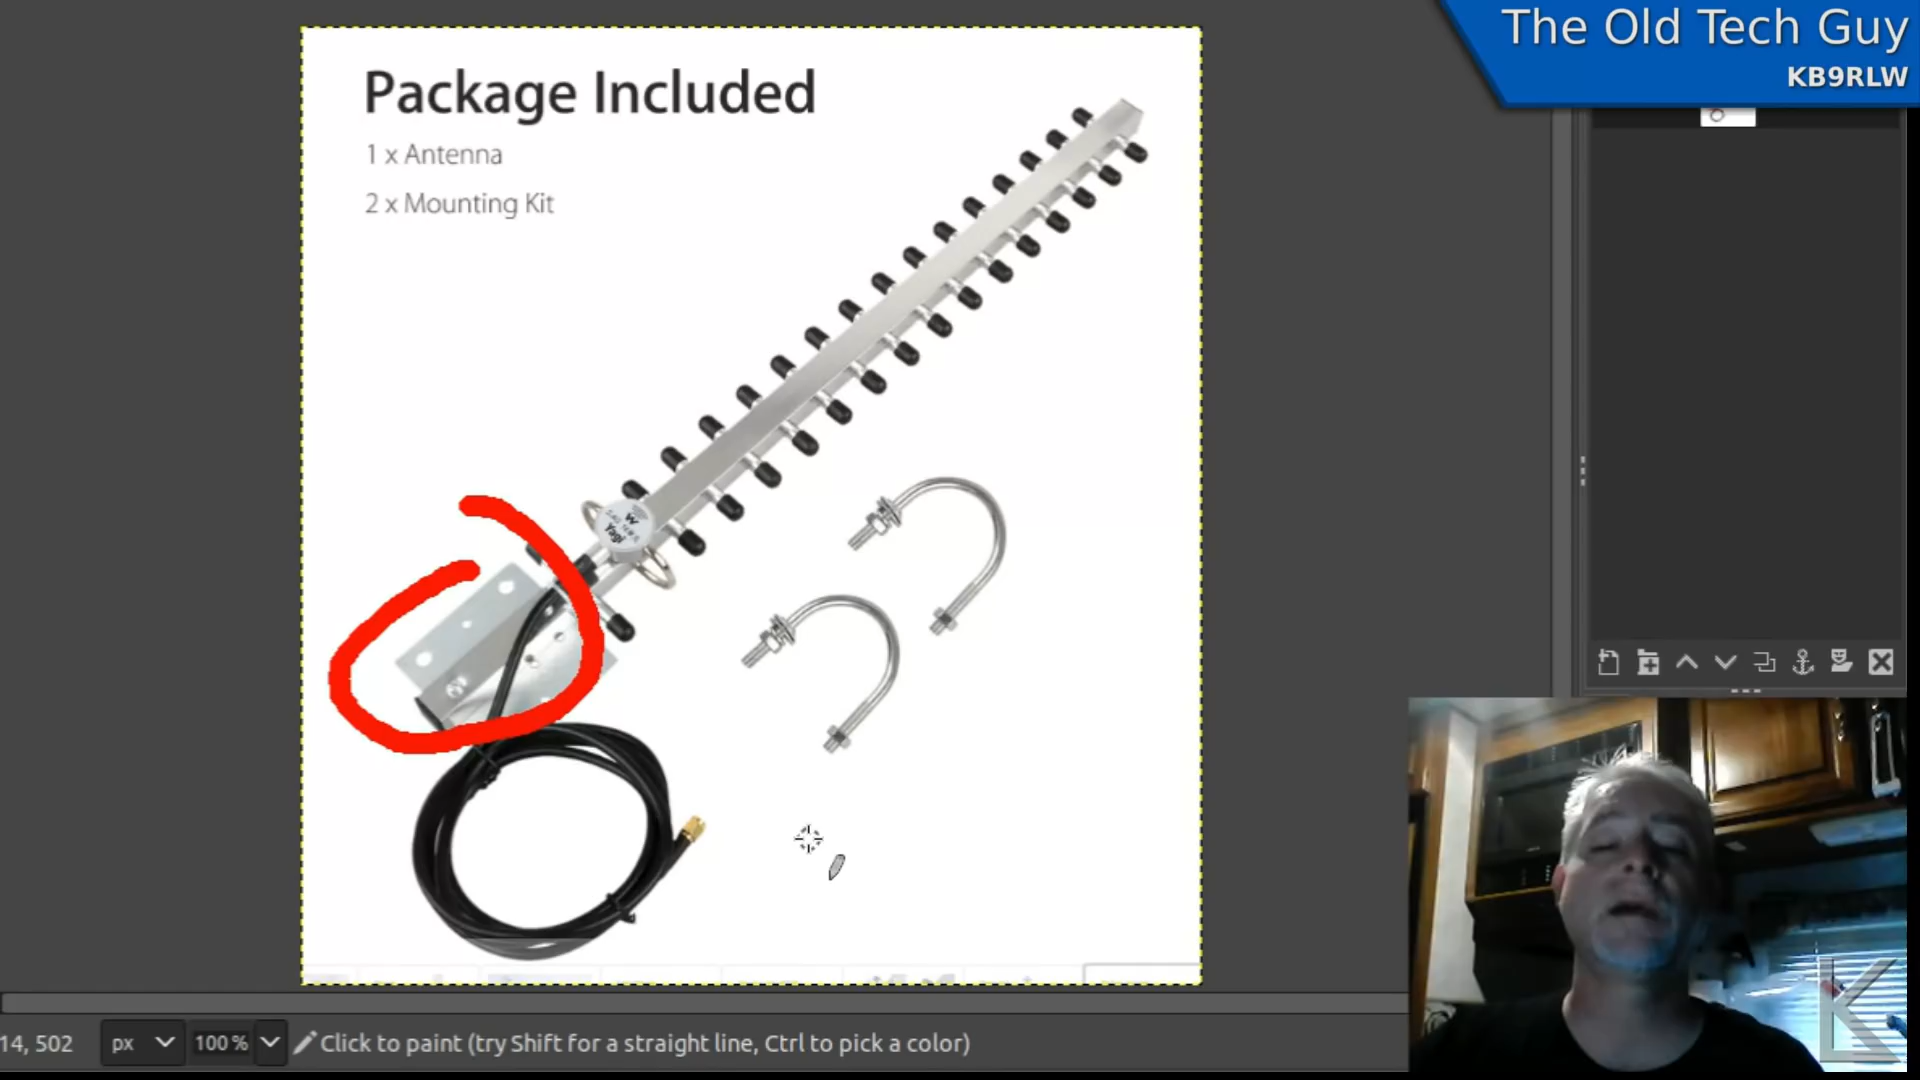 The Old Tech Guy
KB9RLW
Package Included
1 x Antenna
2 x Mounting Kit
W
Yagi
14, 502
px
100 %
Click to paint (try Shift for a straight line, Ctrl to pick a color)
K